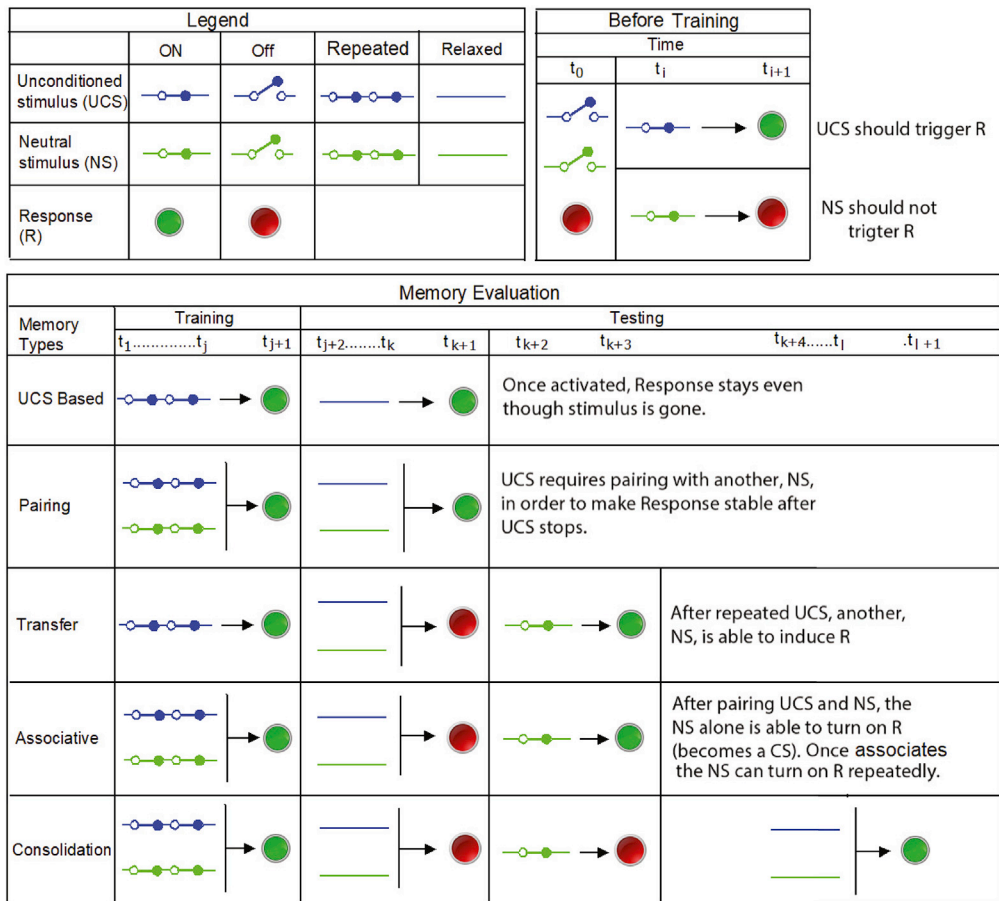 Legend
ON Off Repeated Relaxed
Unconditioned
stimulus (UCS)
Neutral
stimulus (NS)
Response
(R)
Before Training
Time
t0 ti ti+1
UCS should trigger R
NS should not
trigter R
Memory Evaluation
Memory
Types
Training Testing
t1..............tj tj+1 tj+2........tk tk+1 tk+2 tk+3 tk+4......tl .tl +1
UCS Based
Once activated, Response stays even
though stimulus is gone.
Pairing
UCS requires pairing with another, NS,
in order to make Response stable after
UCS stops.
Transfer
After repeated UCS, another,
NS, is able to induce R
Associative
After pairing UCS and NS, the
NS alone is able to turn on R
(becomes a CS). Once associates
the NS can turn on R repeatedly.
Consolidation